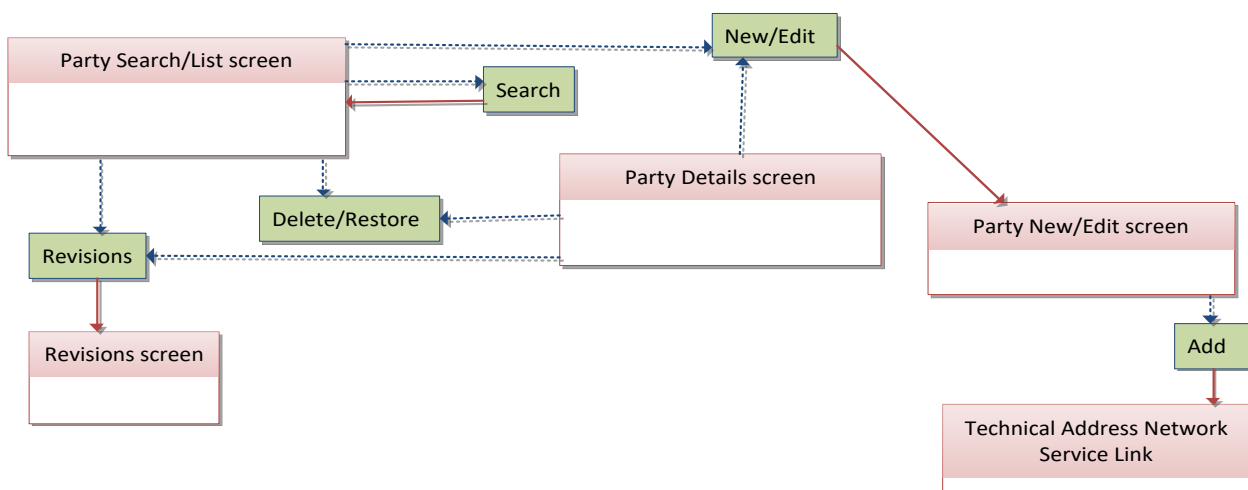 New/Edit
Party Search/List screen
Search
Party Details screen
Delete/Restore
Party New/Edit screen
Revisions
Revisions screen
Add
Technical Address Network
Service Link